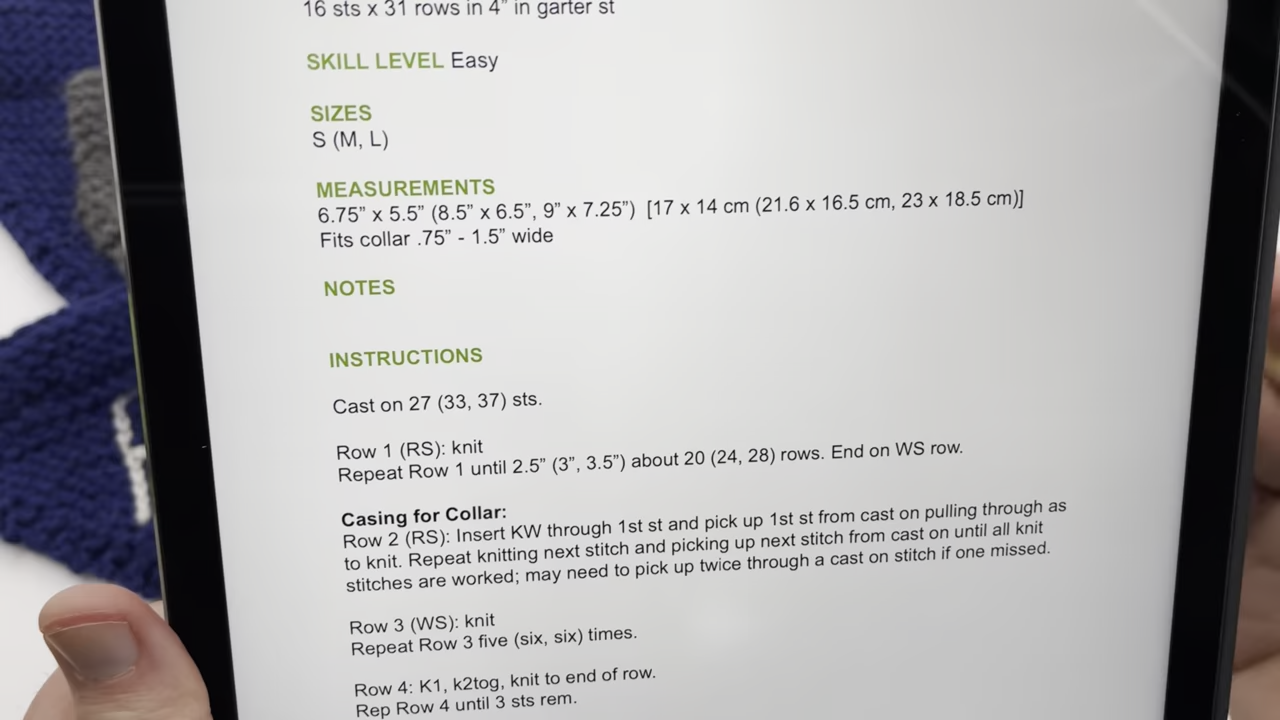 16 sts x 31 rows in 4” in garter st
SKILL LEVEL Easy
SIZES
S (M, L)
MEASUREMENTS
6.75” x 5.5” (8.5” x 6.5”, 9” x 7.25”) [17 x 14 cm (21.6 x 16.5 cm, 23 x 18.5 cm)]
Fits collar .75” - 1.5” wide
NOTES
INSTRUCTIONS
Cast on 27 (33, 37) sts.
Row 1 (RS): knit
Repeat Row 1 until 2.5” (3”, 3.5”) about 20 (24, 28) rows. End on WS row.
Casing for Collar:
Row 2 (RS): Insert KW through 1st st and pick up 1st st from cast on pulling through as
to knit. Repeat knitting next stitch and picking up next stitch from cast on until all knit
stitches are worked; may need to pick up twice through a cast on stitch if one missed.
Row 3 (WS): knit
Repeat Row 3 five (six, six) times.
Row 4: K1, k2tog, knit to end of row.
Rep Row 4 until 3 sts rem.